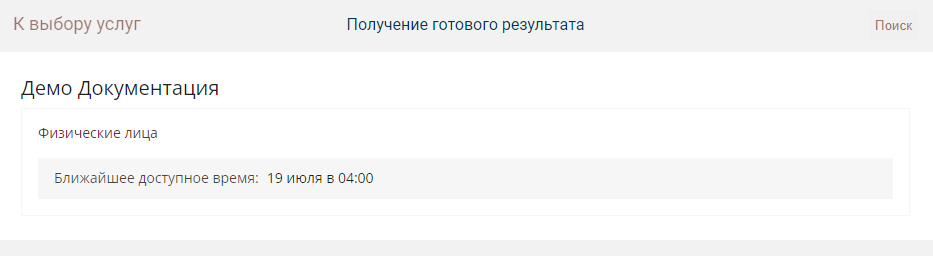 К выбору услуг
Получение готового результата
Поиск
Демо Документация
Физические лица
Ближайшее доступное время: 19 июля в 04:00